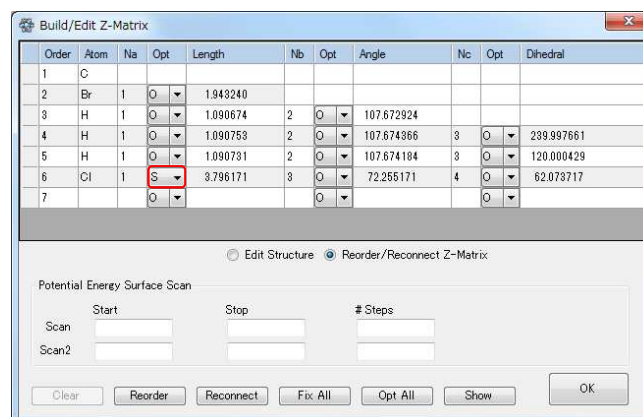 Build/Edit Z-Matrix
Order Atom Na Opt Length Nb Opt Angle Nc Opt Dihedral
1 C
2 Br 1 O 1.943240
3 H 1 O 1.090674 2 O 107.672924
4 H 1 O 1.090753 2 O 107.674366 3 O 239.997661
5 H 1 O 1.090731 2 O 107.674184 3 O 120.000429
6 Cl 1 S 3.796171 3 O 72.255171 4 O 62.073717
7 O O O
Edit Structure Reorder/Reconnect Z-Matrix
Potential Energy Surface Scan
Start Stop # Steps
Scan
Scan2
Clear Reorder Reconnect Fix All Opt All Show OK